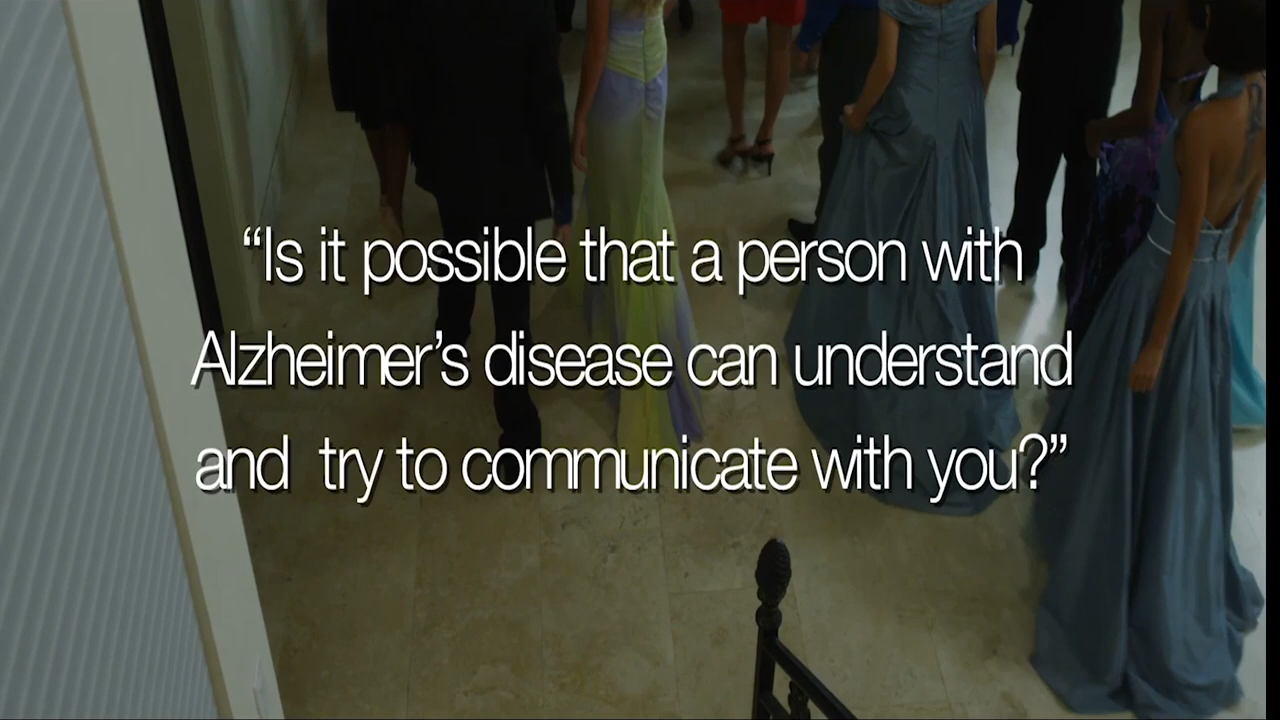 “Is it possible that a person with
Alzheimer’s disease can understand
and  try to communicate with you?”